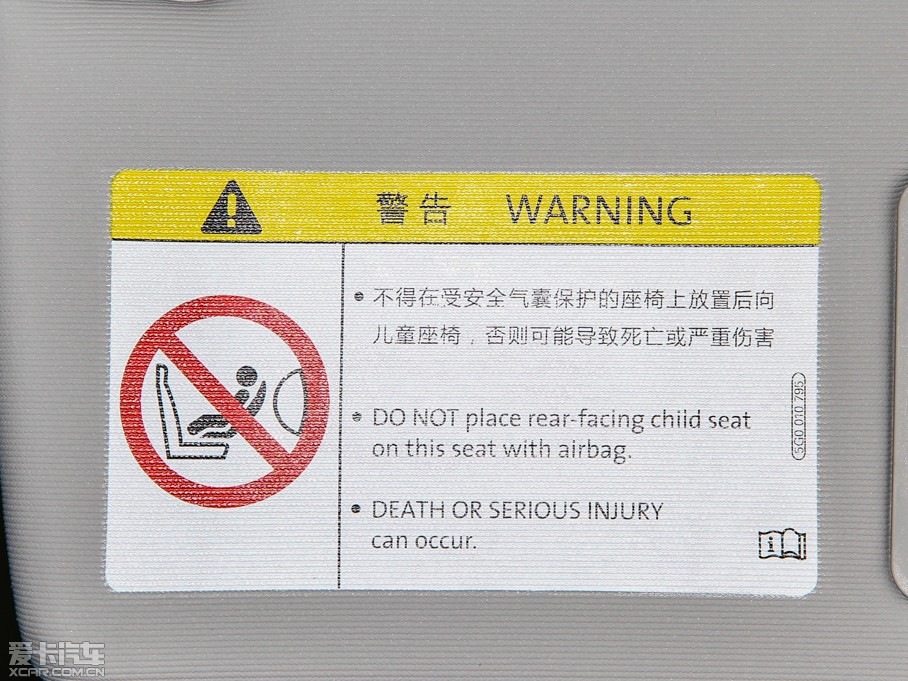 警告 WARNING
• 不得在受安全气囊保护的座椅上放置后向
儿童座椅，否则可能导致死亡或严重伤害
• DO NOT place rear-facing child seat
on this seat with airbag.
• DEATH OR SERIOUS INJURY
can occur.
5G0 010 795
i
爱卡汽车
XCAR.COM.CN